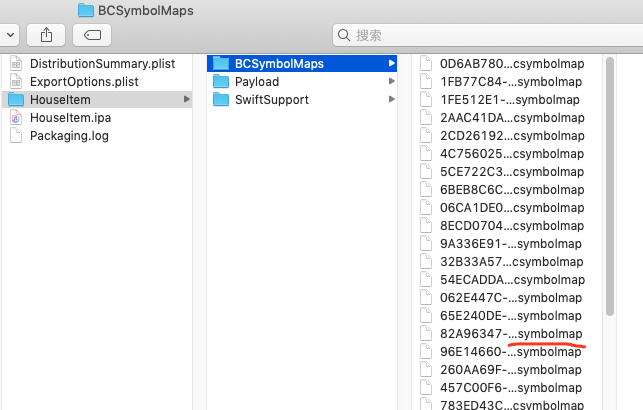 BCSymbolMaps
搜索
DistributionSummary.plist
ExportOptions.plist
HouseItem
HouseItem.ipa
Packaging.log
BCSymbolMaps
Payload
SwiftSupport
0D6AB780...csymbolmap
1FB77C84-...symbolmap
1FE512E1-...symbolmap
2AAC41DA...csymbolmap
2CD26192...csymbolmap
4C756025...csymbolmap
5CE722C3...csymbolmap
6BEB8C6C...csymbolmap
06CA1DE0...csymbolmap
8ECD0704...csymbolmap
9A336E91-...symbolmap
32B33A57...csymbolmap
54ECADDA...csymbolmap
062E447C-...symbolmap
65E240DE-...symbolmap
82A96347-...symbolmap
96E14660-...symbolmap
260AA69F-...symbolmap
457C00F6-...symbolmap
783ED43C...csymbolmap